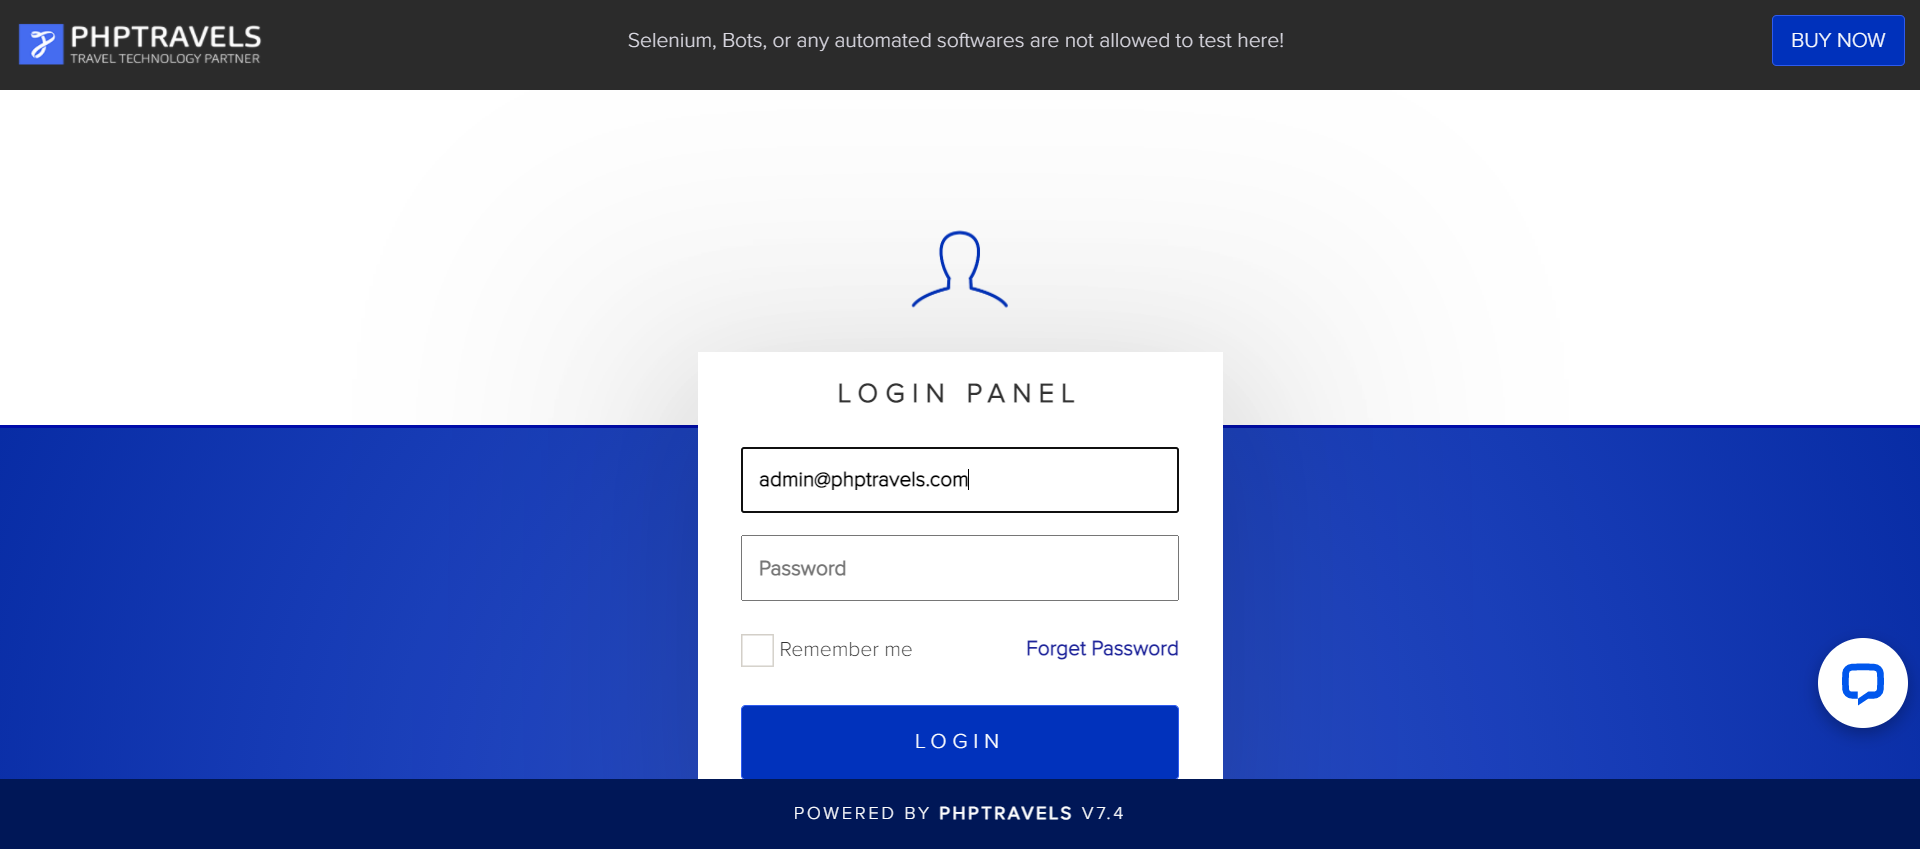 PHPTRAVELS
TRAVEL TECHNOLOGY PARTNER
Selenium, Bots, or any automated softwares are not allowed to test here!
BUY NOW
LOGIN PANEL
admin@phptravels.com
Password
Remember me
Forget Password
LOGIN
POWERED BY PHPTRAVELS V7.4